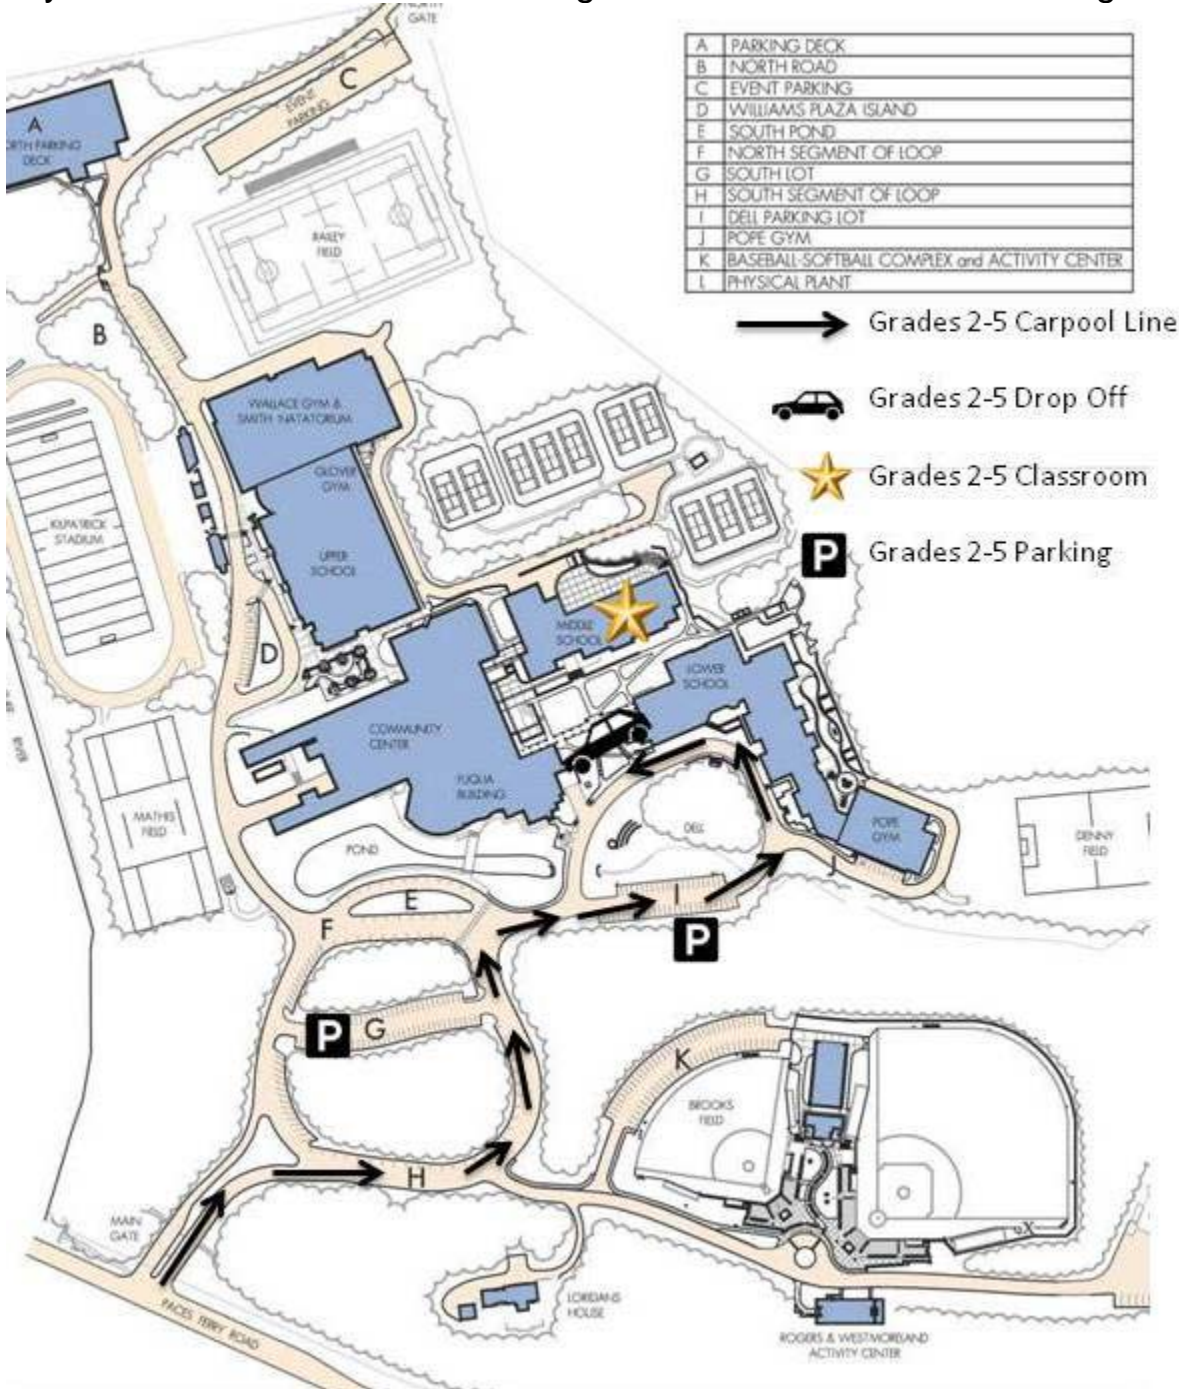 NORTH
GATE
C
EVENT
PARKING
A
NORTH PARKING
DECK
A PARKING DECK
B NORTH ROAD
C EVENT PARKING
D WILLIAMS PLAZA ISLAND
E SOUTH POND
F NORTH SEGMENT OF LOOP
G SOUTH LOT
H SOUTH SEGMENT OF LOOP
I DELL PARKING LOT
J POPE GYM
K BASEBALL-SOFTBALL COMPLEX and ACTIVITY CENTER
L PHYSICAL PLANT
Grades 2-5 Carpool Line
Grades 2-5 Drop Off
Grades 2-5 Classroom
P Grades 2-5 Parking
FIELD
B
WALLACE GYM &
SMITH NATATORIUM
GLOVER
GYM
KILPATRICK
STADIUM
UPPER
SCHOOL
MIDDLE
SCHOOL
D
LOWER
SCHOOL
RIVER
COMMUNITY
CENTER
FUQUA
BUILDING
MATHIS
FIELD
POND
DELL
POPE
GYM
DENNY
FIELD
J
E
I
F
P
P
G
K
BROOKS
FIELD
H
MAIN
GATE
PACES FERRY ROAD
LORIDANS
HOUSE
ROGERS & WESTMORELAND
ACTIVITY CENTER